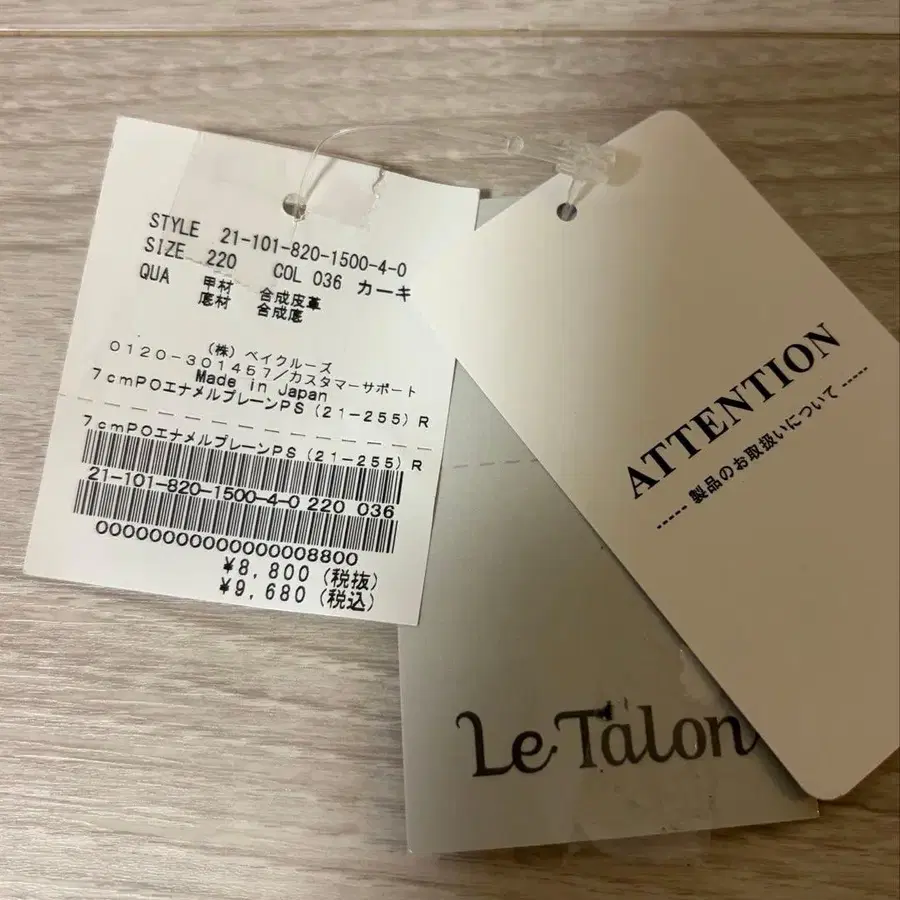 STYLE 21-101-820-1500-4-0
SIZE 220 COL 036 カーキ
QUA 甲材 合成皮革
底材 合成底
(株) ベイクルーズ
0120-301457/カスタマーサポート
Made in Japan
7cmPOエナメルプレーンPS (21-255) R
7cmPOエナメルプレーンPS (21-255) R
21-101-820-1500-4-0 220 036
00000000000000008800
¥8,800 (税抜)
¥9,680 (税込)
ATTENTION
----- 製品のお取扱いについて -----
Le Talon